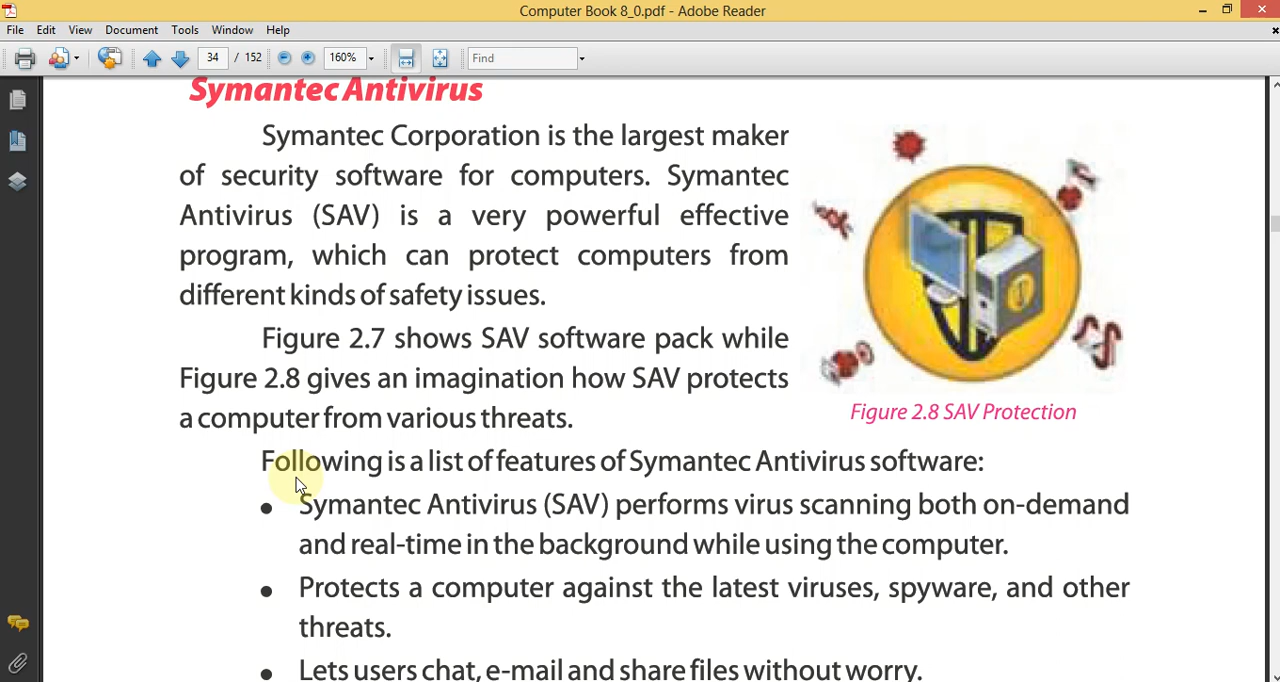 Computer Book 8_0.pdf - Adobe Reader
File Edit View Document Tools Window Help
34 / 152 160% Find
Symantec Antivirus
Symantec Corporation is the largest maker
of security software for computers. Symantec
Antivirus (SAV) is a very powerful effective
program, which can protect computers from
different kinds of safety issues.
Figure 2.7 shows SAV software pack while
Figure 2.8 gives an imagination how SAV protects
a computer from various threats.
Figure 2.8 SAV Protection
Following is a list of features of Symantec Antivirus software:
• Symantec Antivirus (SAV) performs virus scanning both on-demand
and real-time in the background while using the computer.
• Protects a computer against the latest viruses, spyware, and other
threats.
• Lets users chat, e-mail and share files without worry.